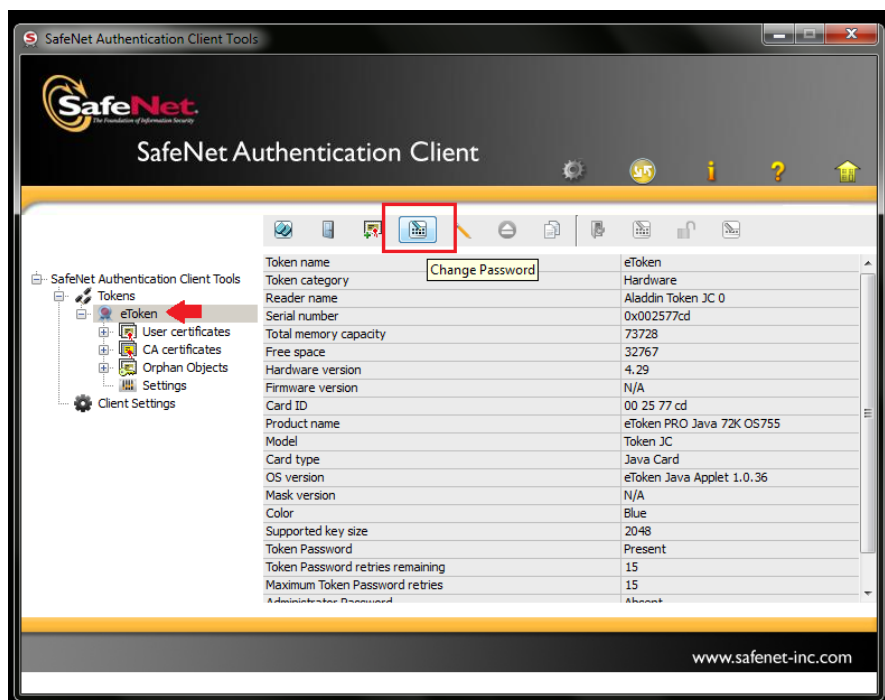 SafeNet Authentication Client Tools
SafeNet.
The Foundation of Information Security
SafeNet Authentication Client
Change Password
SafeNet Authentication Client Tools
Tokens
eToken
User certificates
CA certificates
Orphan Objects
Settings
Client Settings
Token name eToken
Token category Hardware
Reader name Aladdin Token JC 0
Serial number 0x002577cd
Total memory capacity 73728
Free space 32767
Hardware version 4.29
Firmware version N/A
Card ID 00 25 77 cd
Product name eToken PRO Java 72K OS755
Model Token JC
Card type Java Card
OS version eToken Java Applet 1.0.36
Mask version N/A
Color Blue
Supported key size 2048
Token Password Present
Token Password retries remaining 15
Maximum Token Password retries 15
Administrator Password Absent
www.safenet-inc.com